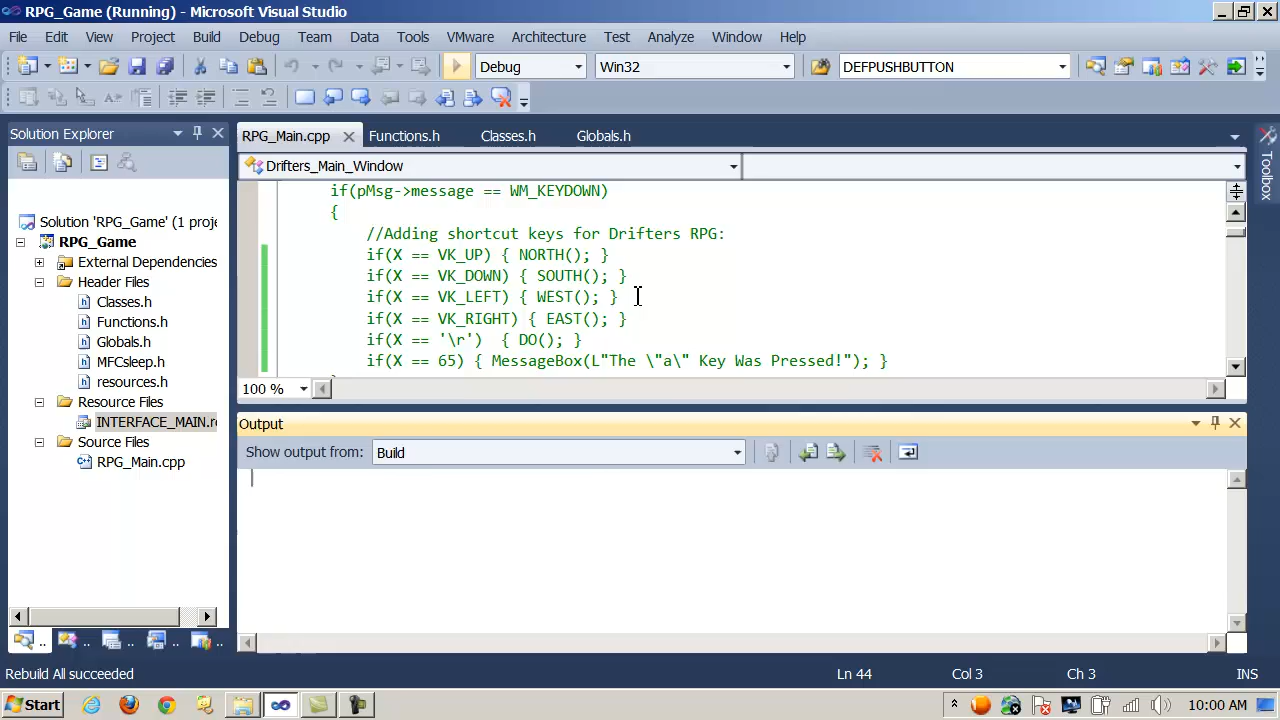 RPG_Game (Running) - Microsoft Visual Studio
File Edit View Project Build Debug Team Data Tools VMware Architecture Test Analyze Window Help
Debug Win32 DEFPUSHBUTTON
Solution Explorer
RPG_Main.cpp Functions.h Classes.h Globals.h
Drifters_Main_Window
Toolbox
Solution 'RPG_Game' (1 proje
RPG_Game
External Dependencies
Header Files
Classes.h
Functions.h
Globals.h
MFCsleep.h
resources.h
Resource Files
INTERFACE_MAIN.r
Source Files
RPG_Main.cpp
if(pMsg->message == WM_KEYDOWN)
{
//Adding shortcut keys for Drifters RPG:
if(X == VK_UP) { NORTH(); }
if(X == VK_DOWN) { SOUTH(); }
if(X == VK_LEFT) { WEST(); }
if(X == VK_RIGHT) { EAST(); }
if(X == '\r')  { DO(); }
if(X == 65) { MessageBox(L"The \"a\" Key Was Pressed!"); }
100 %
Output
Show output from: Build
Rebuild All succeeded Ln 44 Col 3 Ch 3 INS
Start 10:00 AM